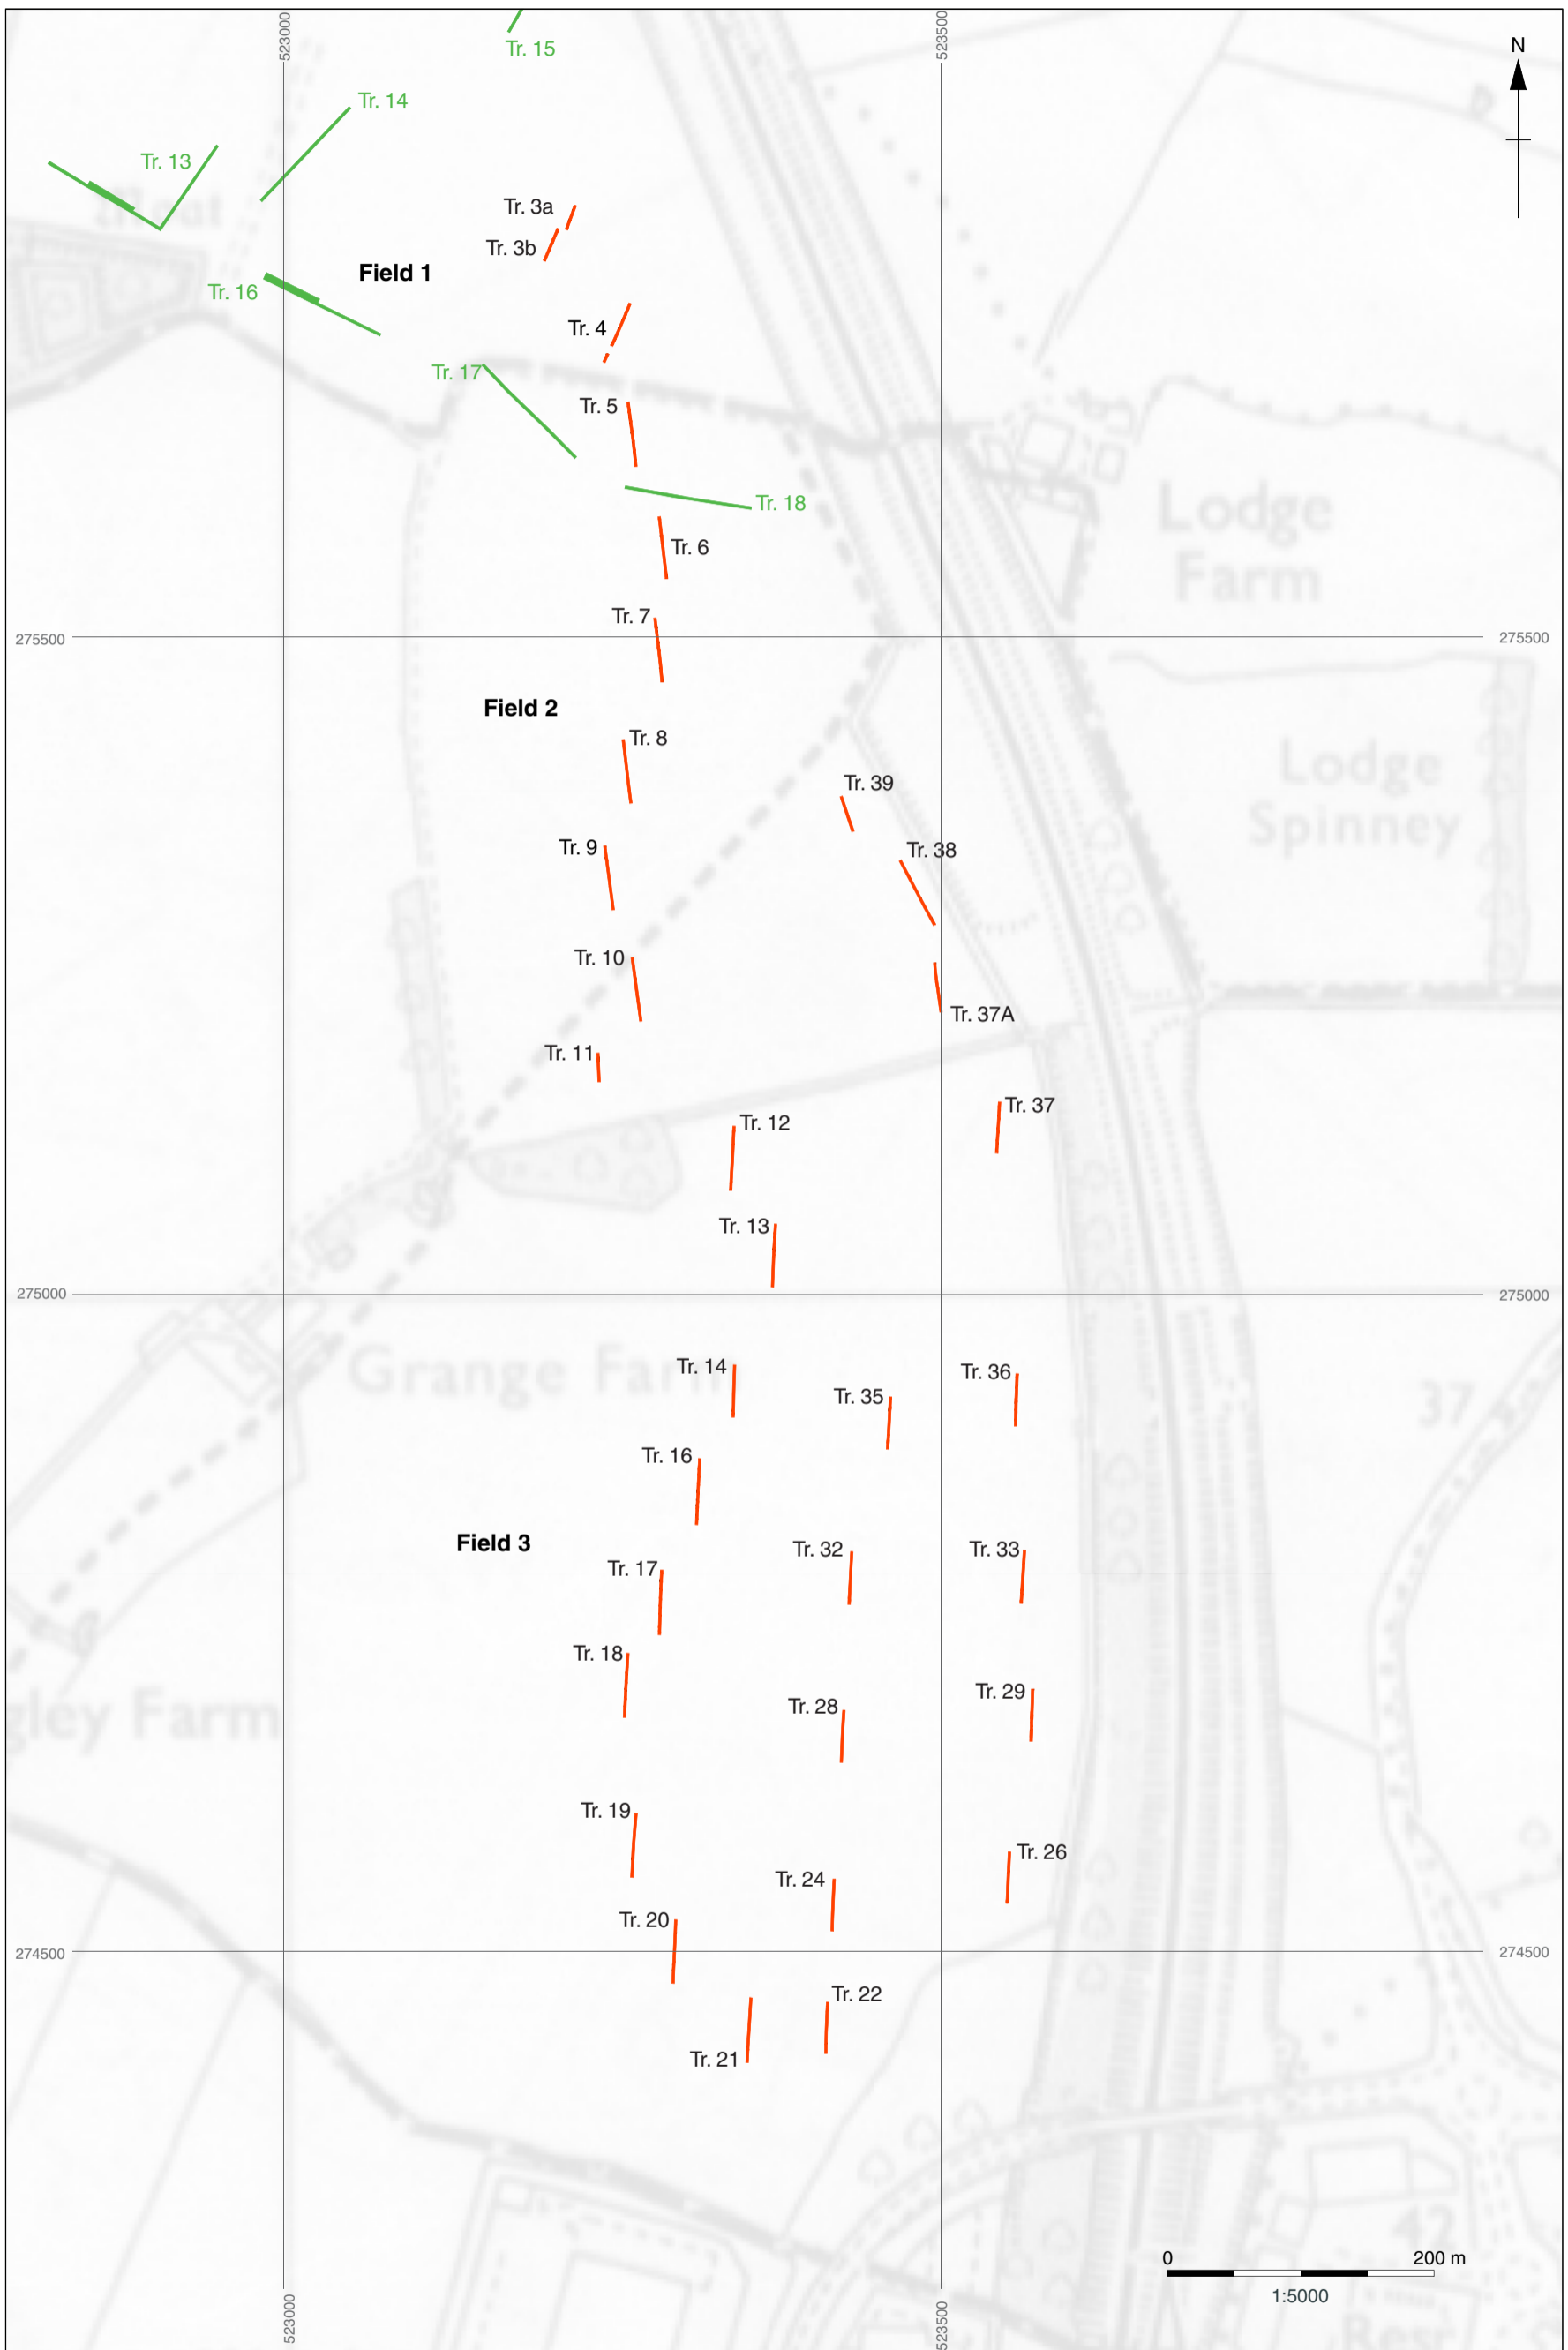 523000
523500
N
Tr. 15
Tr. 14
Tr. 13
Moat
Tr. 3a
Tr. 3b
Field 1
Tr. 16
Tr. 4
Tr. 17
Tr. 5
Tr. 18
Lodge
Farm
Tr. 6
Tr. 7
275500
275500
Field 2
Tr. 8
Lodge
Spinney
Tr. 39
Tr. 9
Tr. 38
Tr. 10
Tr. 37A
Tr. 11
Tr. 37
Tr. 12
Tr. 13
275000
275000
Grange Farm
Tr. 14
Tr. 36
Tr. 35
37
Tr. 16
Field 3
Tr. 32
Tr. 33
Tr. 17
Tr. 18
gley Farm
Tr. 29
Tr. 28
Tr. 19
Tr. 26
Tr. 24
Tr. 20
274500
274500
Tr. 22
Tr. 21
42
0
200 m
1:5000
523000
523500